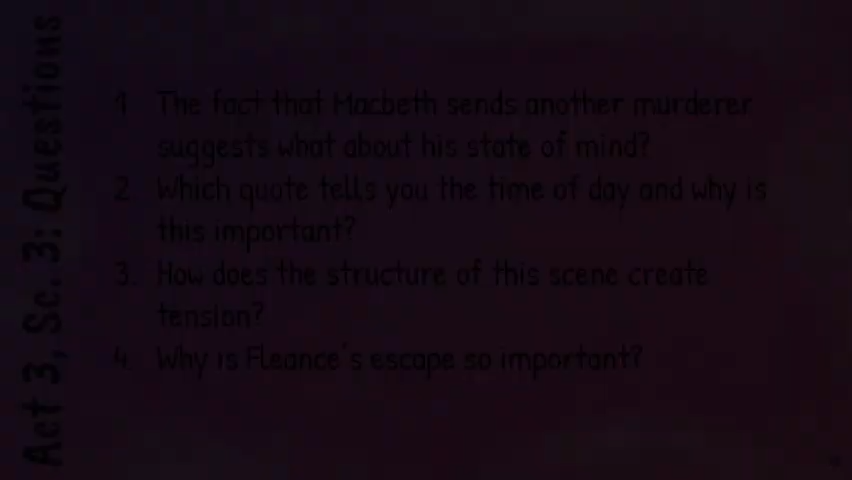 Act 3, Sc. 3: Questions
1. The fact that Macbeth sends another murderer
suggests what about his state of mind?
2. Which quote tells you the time of day and why is
this important?
3. How does the structure of this scene create
tension?
4. Why is Fleance's escape so important?